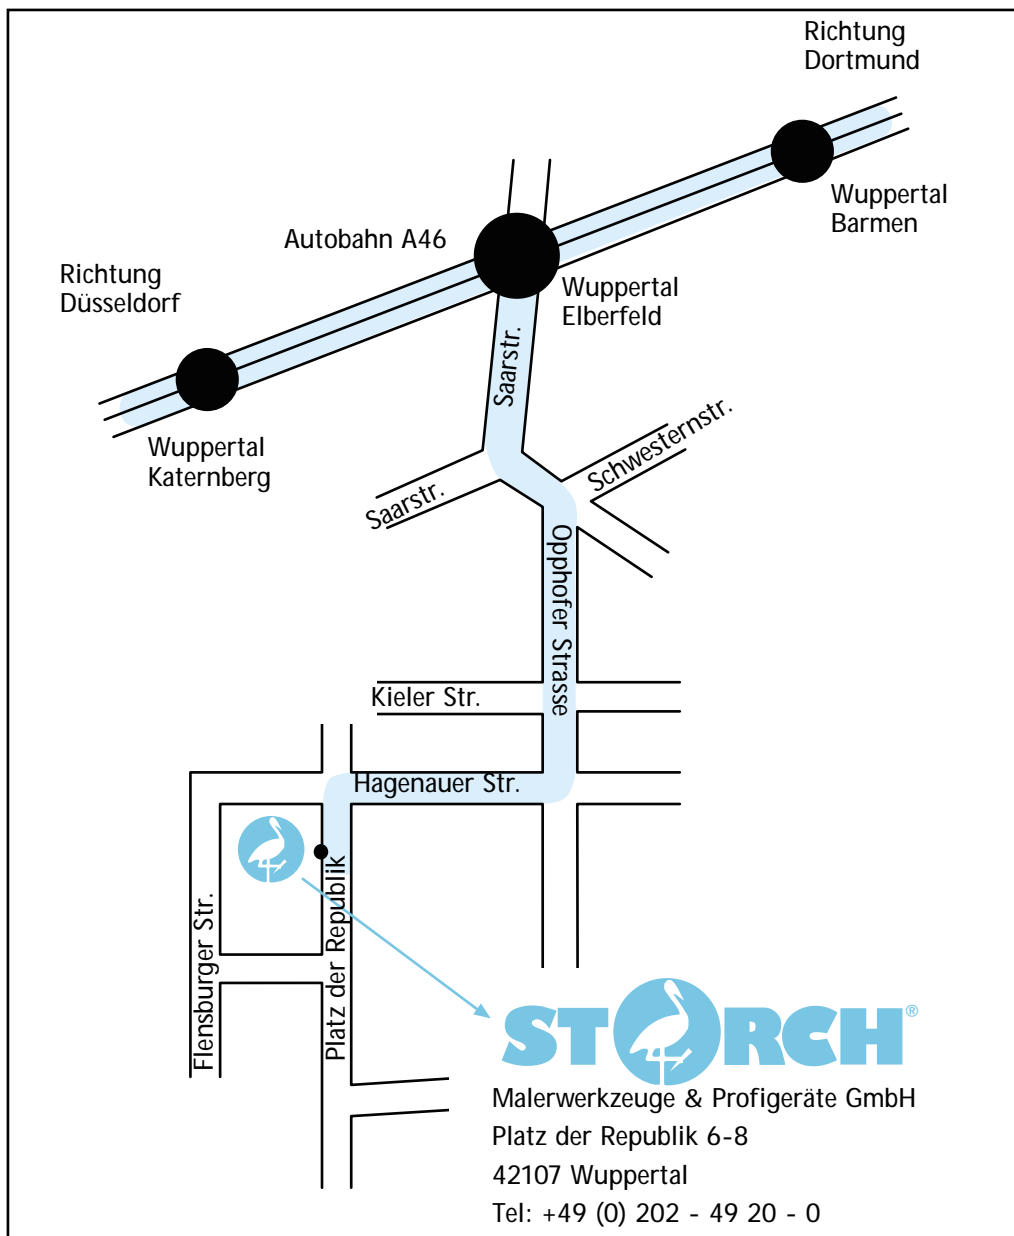 Richtung
Dortmund
Wuppertal
Barmen
Autobahn A46
Richtung
Düsseldorf
Wuppertal
Elberfeld
Saarstr.
Wuppertal
Katernberg
Schwesternstr.
Saarstr.
Opphofer Strasse
Kieler Str.
Hagenauer Str.
Flensburger Str.
Platz der Republik
STORCH®
Malerwerkzeuge & Profigeräte GmbH
Platz der Republik 6-8
42107 Wuppertal
Tel: +49 (0) 202 - 49 20 - 0